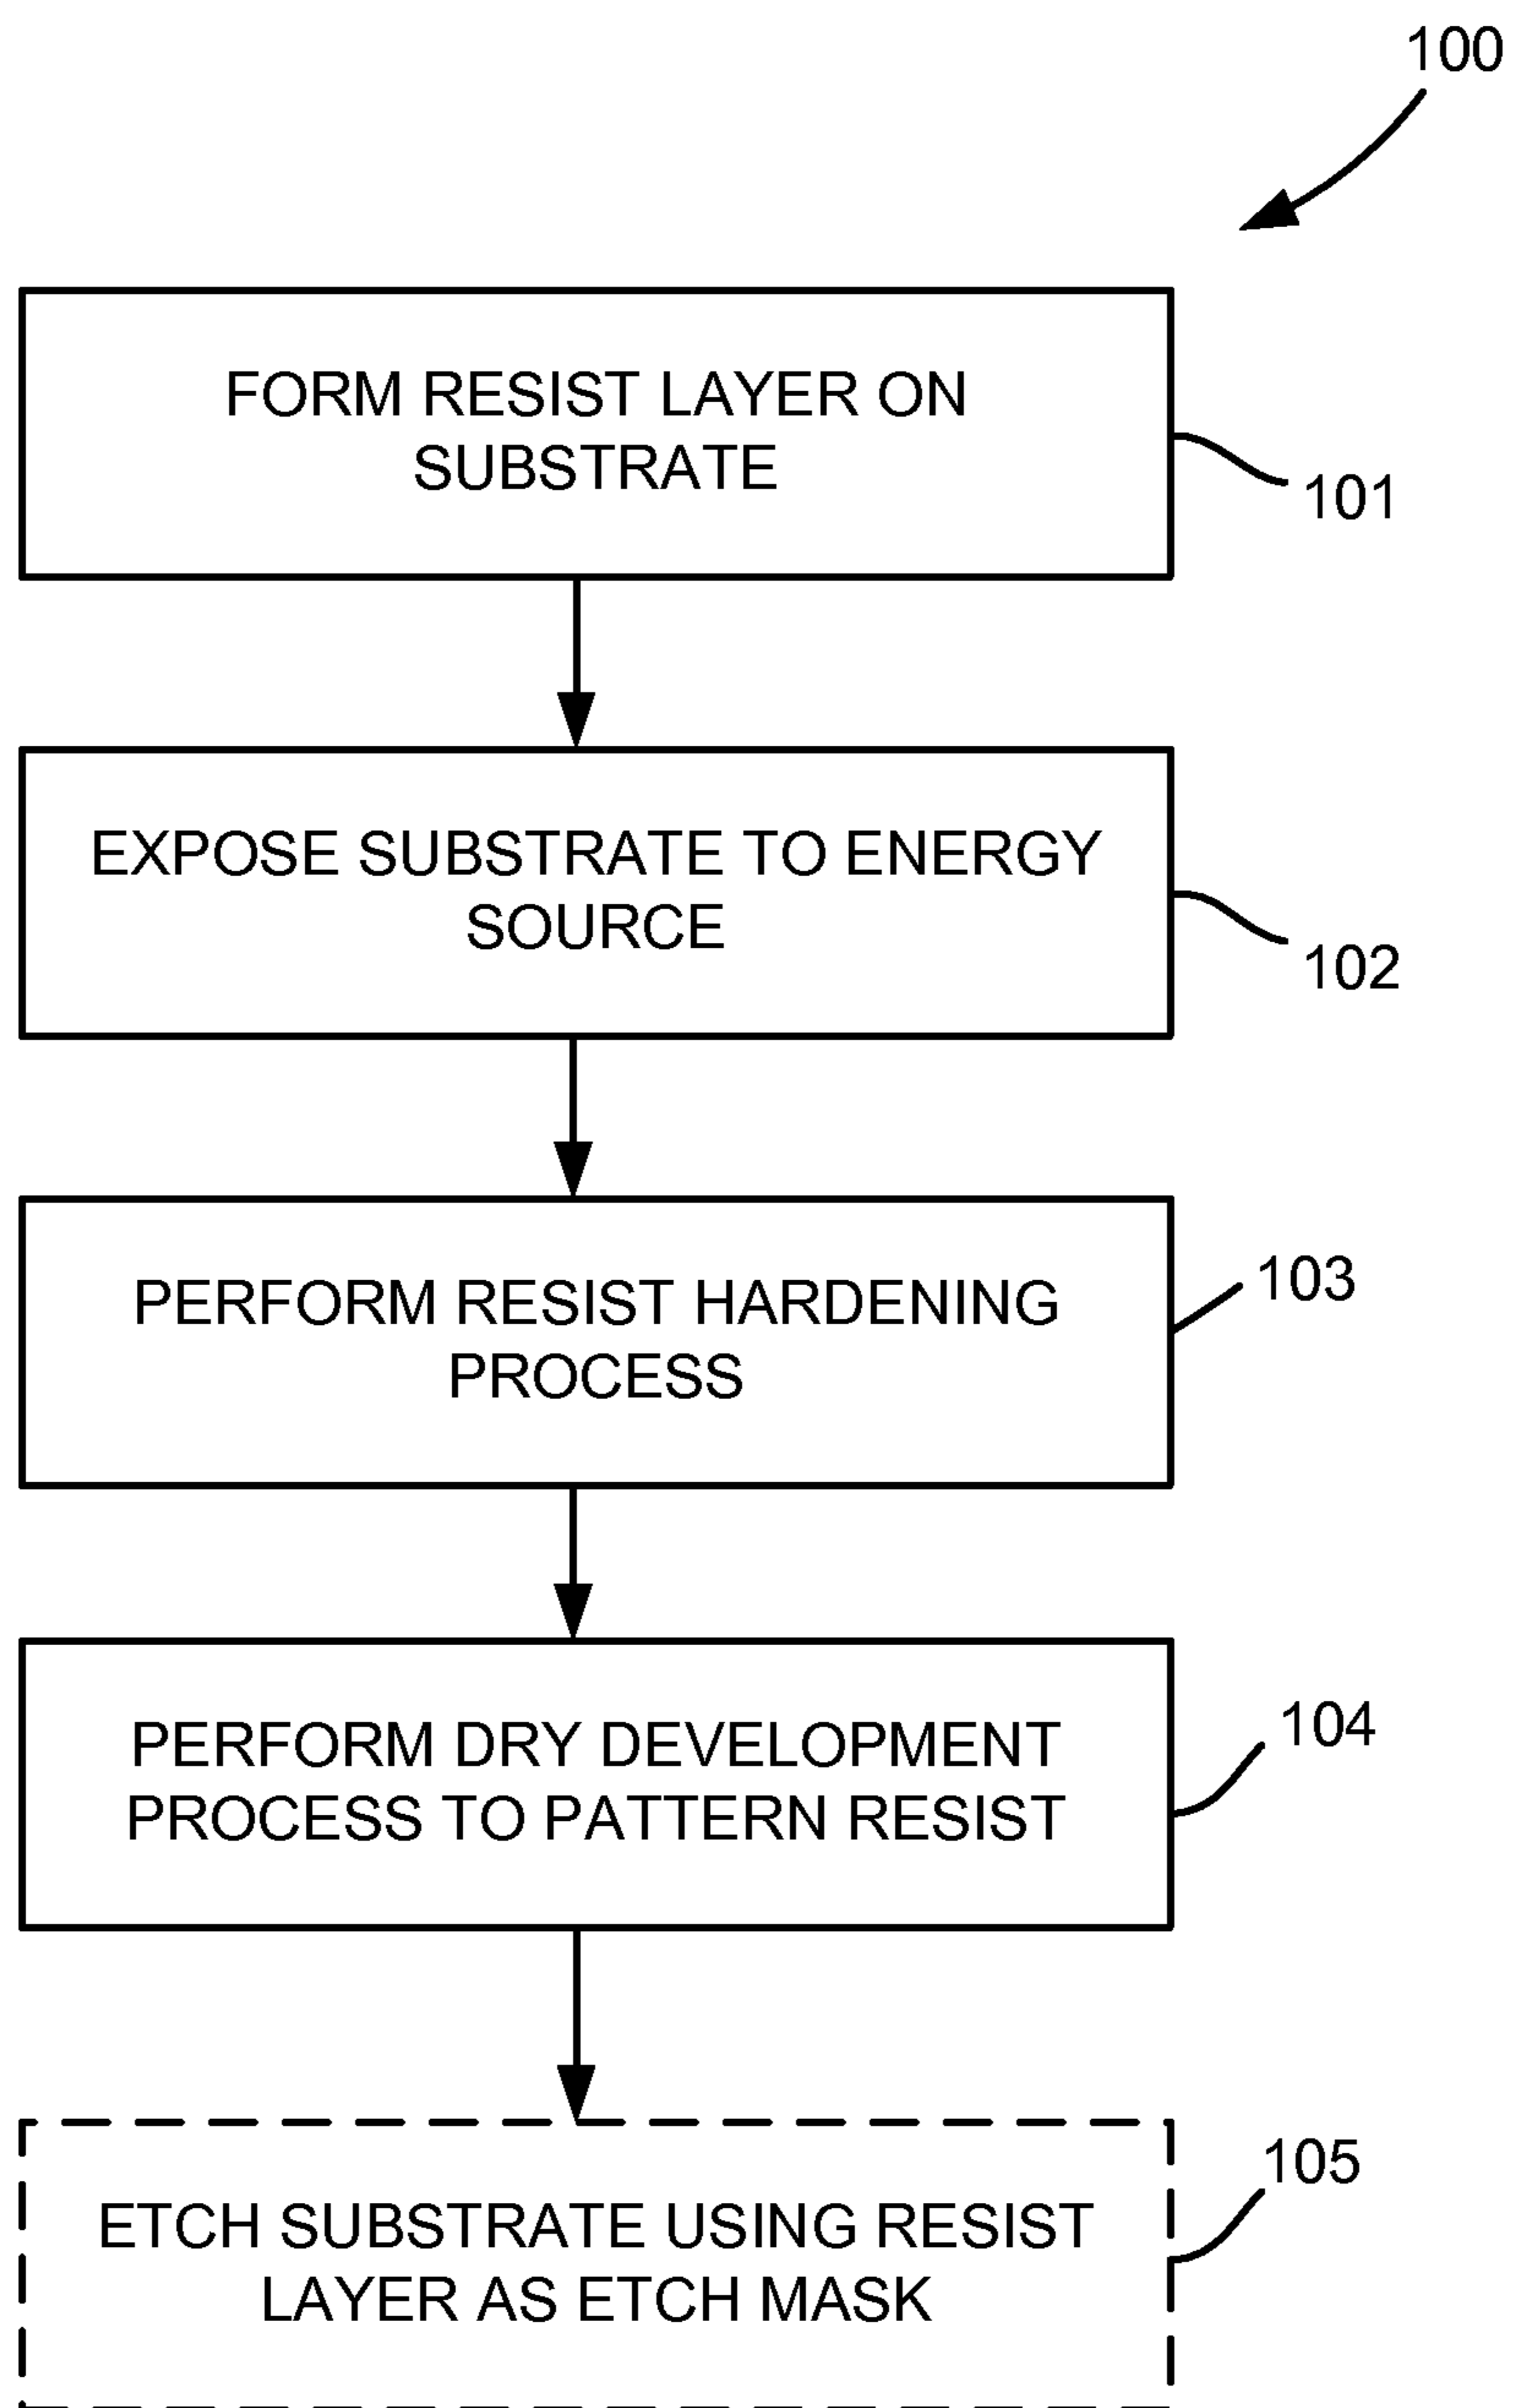 100
FORM RESIST LAYER ON
SUBSTRATE
101
EXPOSE SUBSTRATE TO ENERGY
SOURCE
102
PERFORM RESIST HARDENING
PROCESS
103
PERFORM DRY DEVELOPMENT
PROCESS TO PATTERN RESIST
104
ETCH SUBSTRATE USING RESIST
LAYER AS ETCH MASK
105